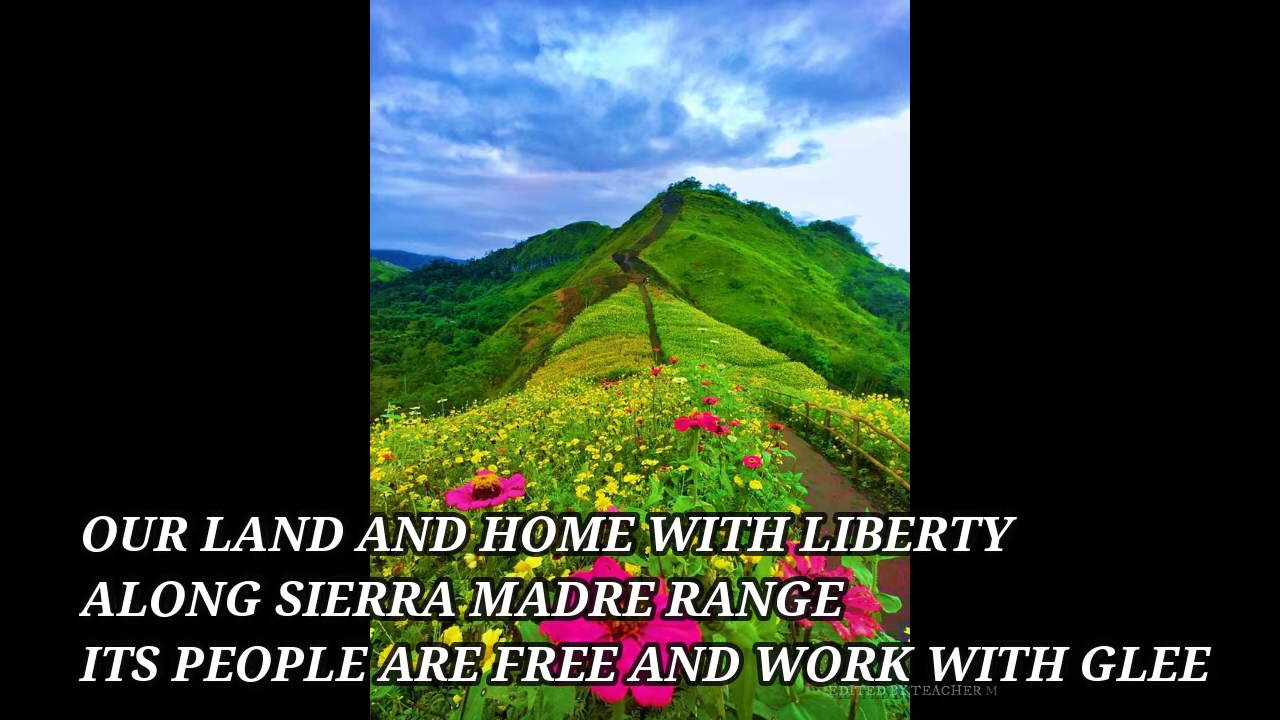 OUR LAND AND HOME WITH LIBERTY
ALONG SIERRA MADRE RANGE
ITS PEOPLE ARE FREE AND WORK WITH GLEE
EDITED BY TEACHER M